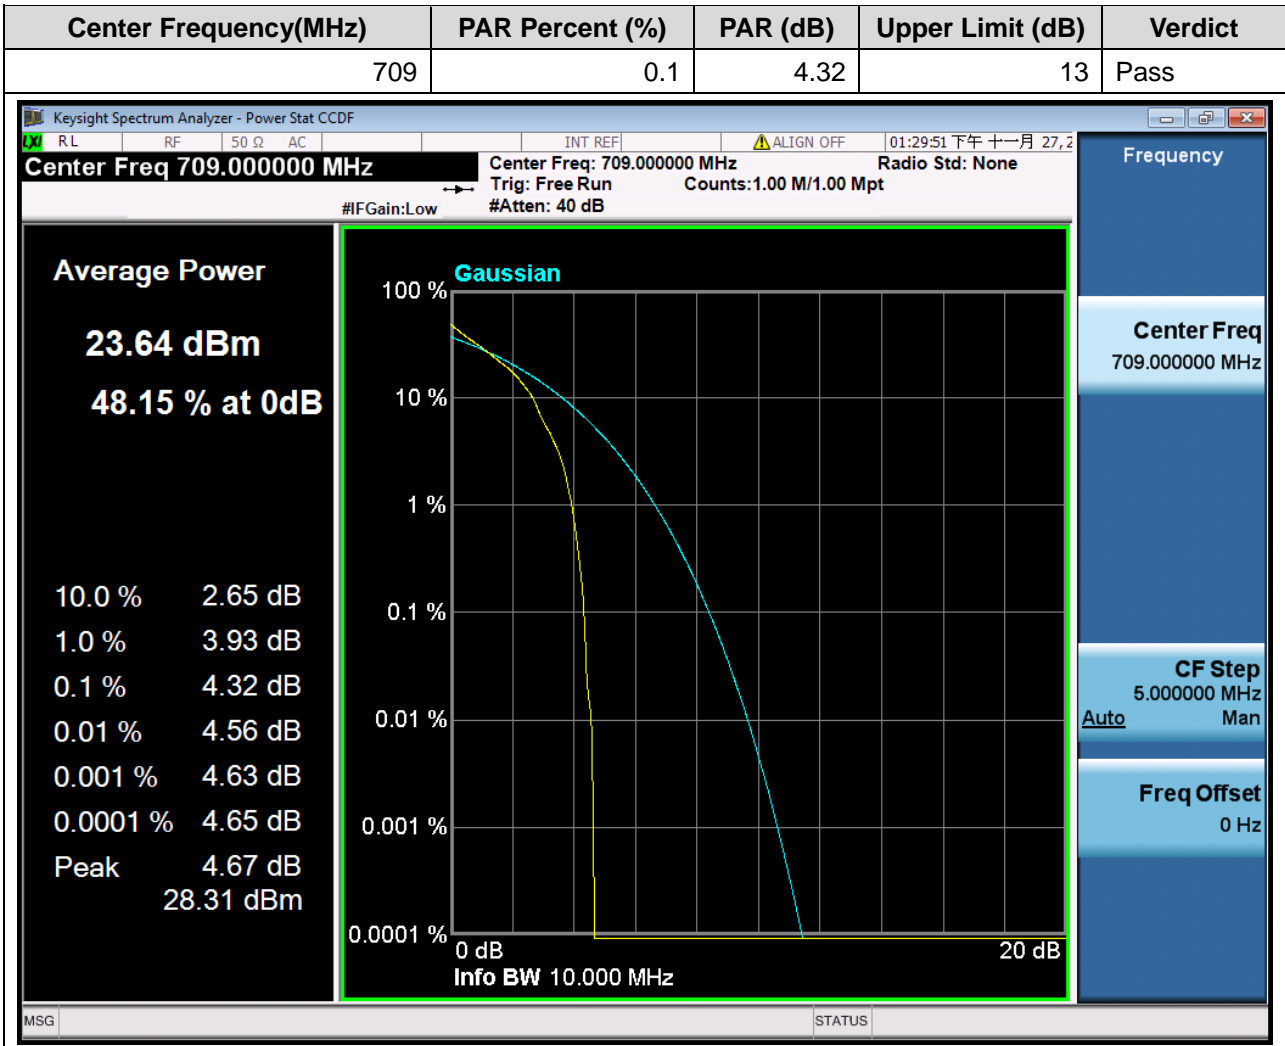 Center Frequency(MHz) PAR Percent (%) PAR (dB) Upper Limit (dB) Verdict
709 0.1 4.32 13 Pass
Keysight Spectrum Analyzer - Power Stat CCDF
LXI RL RF 50 Ω AC INT REF ALIGN OFF 01:29:51 下午 十一月 27, 2
Center Freq 709.000000 MHz
Center Freq: 709.000000 MHz Radio Std: None
Trig: Free Run Counts:1.00 M/1.00 Mpt
#IFGain:Low #Atten: 40 dB
Frequency
Average Power
23.64 dBm
48.15 % at 0dB
10.0 % 2.65 dB
1.0 % 3.93 dB
0.1 % 4.32 dB
0.01 % 4.56 dB
0.001 % 4.63 dB
0.0001 % 4.65 dB
Peak 4.67 dB
28.31 dBm
Gaussian
100 %
10 %
1 %
0.1 %
0.01 %
0.001 %
0.0001 %
0 dB 20 dB
Info BW 10.000 MHz
Center Freq
709.000000 MHz
CF Step
5.000000 MHz
Auto Man
Freq Offset
0 Hz
MSG STATUS